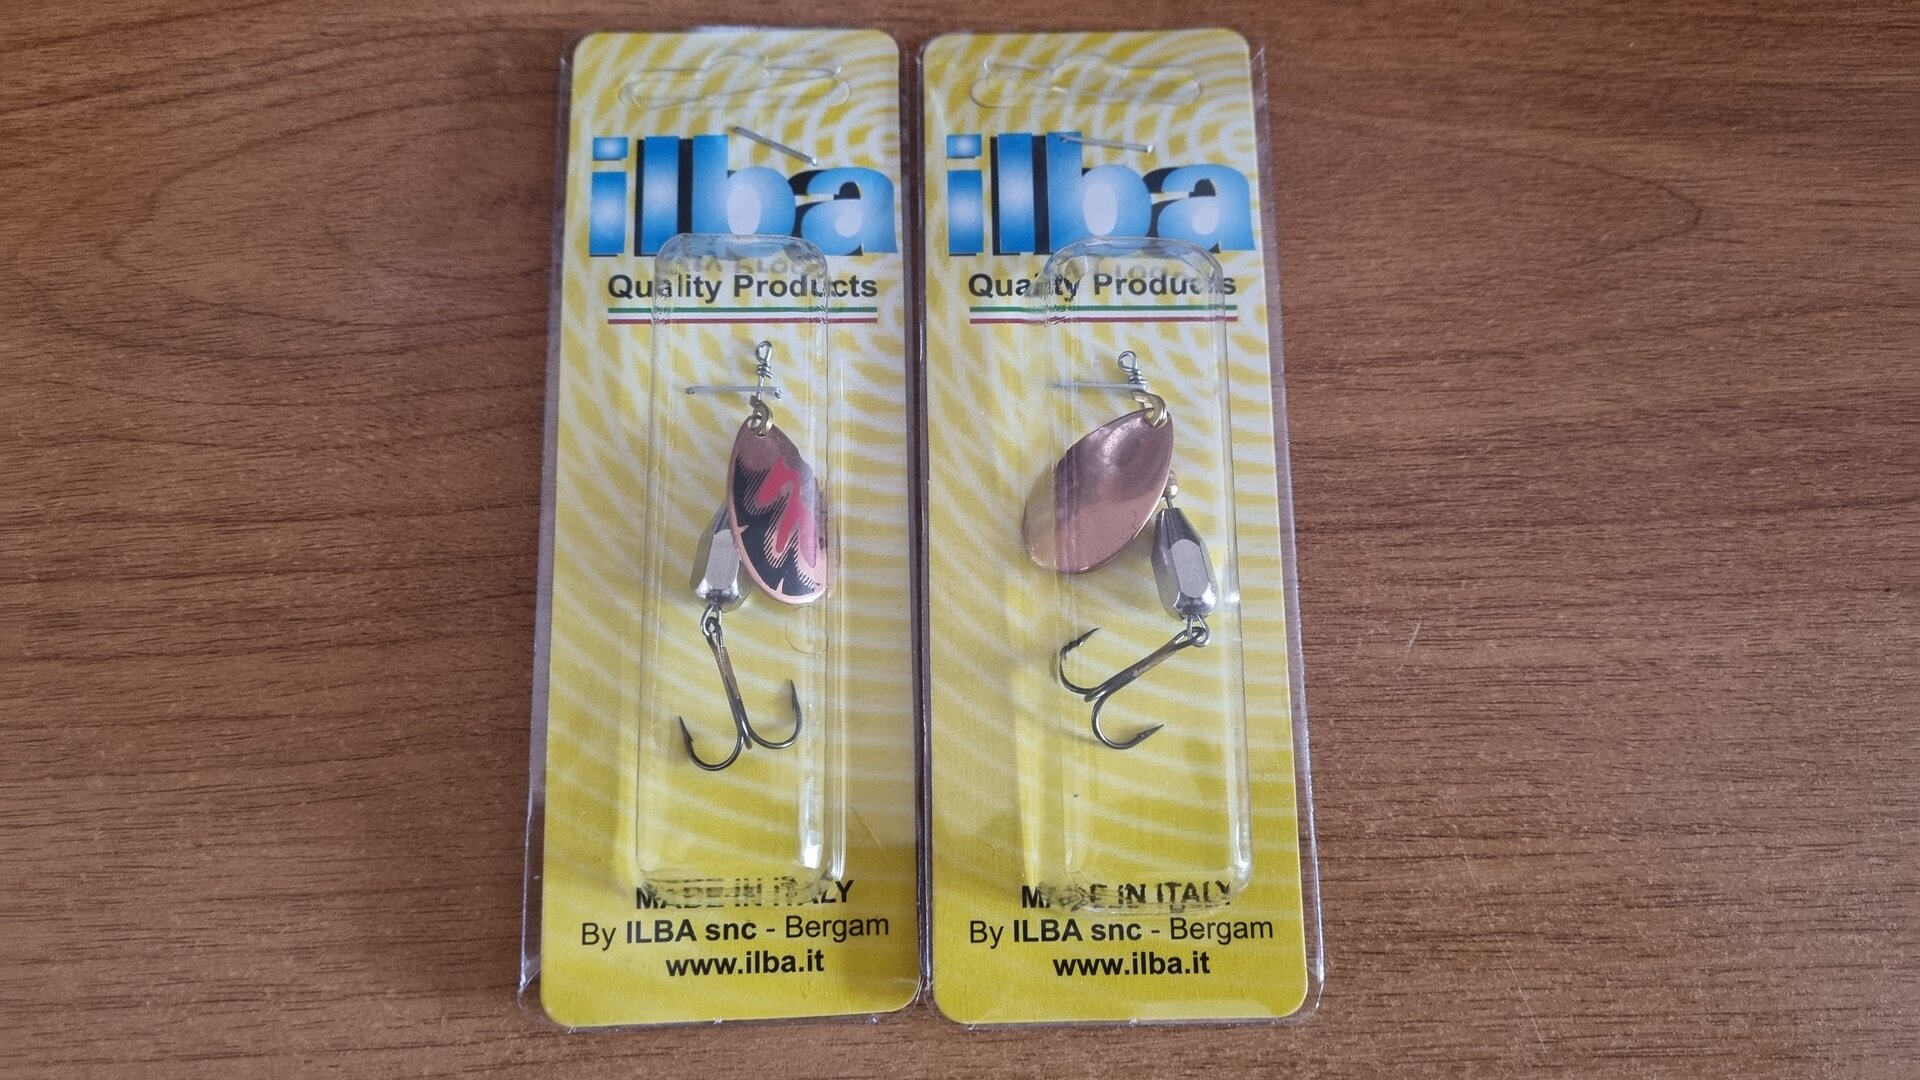 ilba
Quality Products
MADE IN ITALY
By ILBA snc - Bergam
www.ilba.it
ilba
Quality Products
MADE IN ITALY
By ILBA snc - Bergam
www.ilba.it